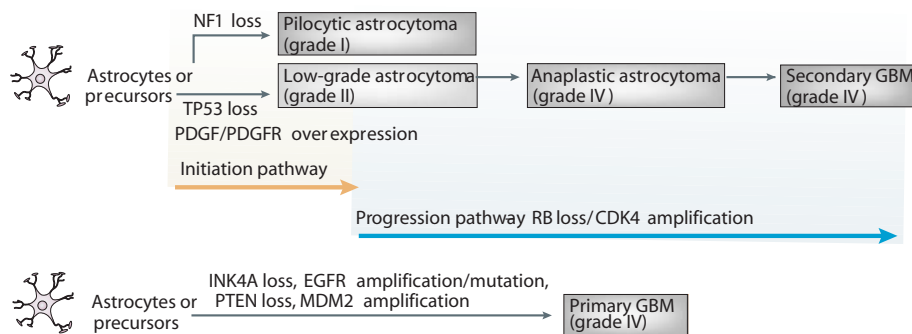 NF1 loss
Pilocytic astrocytoma
(grade I)
Astrocytes or
precursors
Low-grade astrocytoma
(grade II)
Anaplastic astrocytoma
(grade IV)
Secondary GBM
(grade IV)
TP53 loss
PDGF/PDGFR over expression
Initiation pathway
Progression pathway RB loss/CDK4 amplification
Astrocytes or
precursors
INK4A loss, EGFR amplification/mutation,
PTEN loss, MDM2 amplification
Primary GBM
(grade IV)